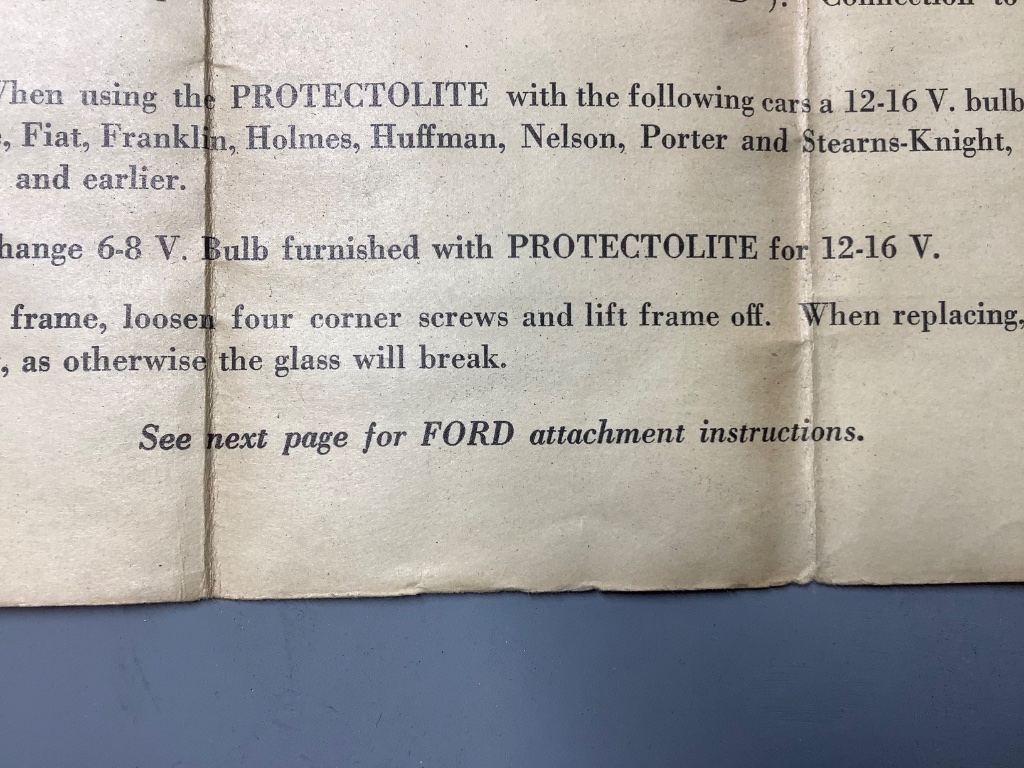 ). Connection to
When using the PROTECTOLITE with the following cars a 12-16 V. bulb
, Fiat, Franklin, Holmes, Huffman, Nelson, Porter and Stearns-Knight,
and earlier.
hange 6-8 V. Bulb furnished with PROTECTOLITE for 12-16 V.
frame, loosen four corner screws and lift frame off. When replacing,
, as otherwise the glass will break.
See next page for FORD attachment instructions.